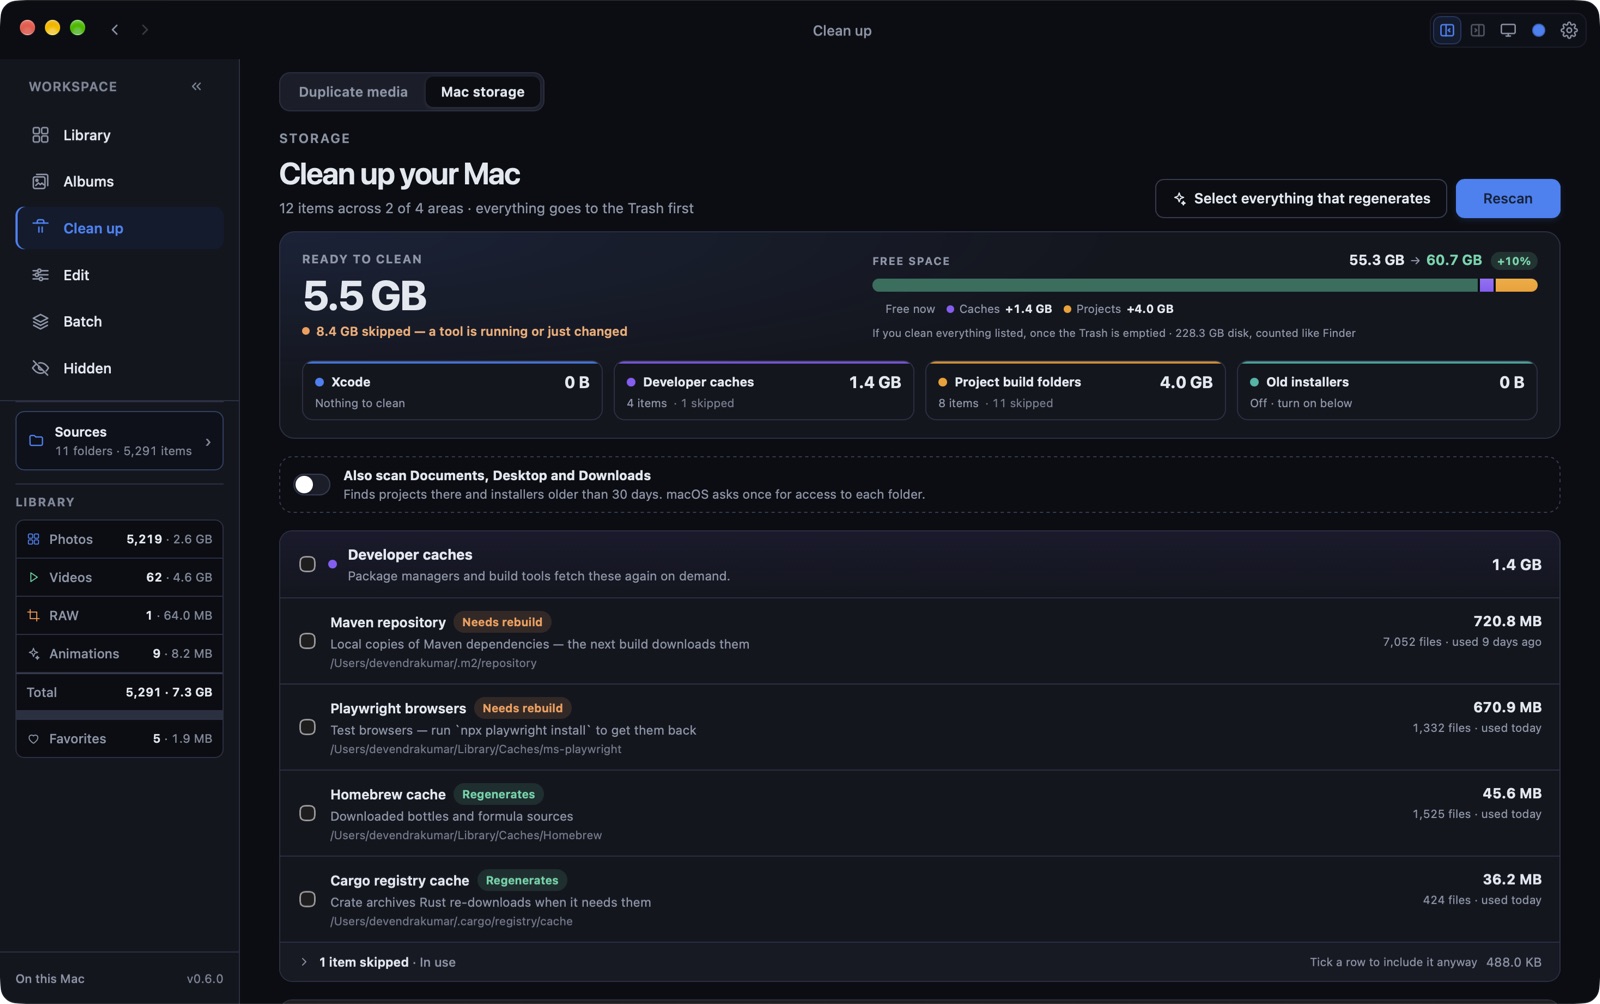 Clean up
WORKSPACE
Library
Albums
Clean up
Edit
Batch
Hidden
Sources
11 folders · 5,291 items
LIBRARY
Photos 5,219 · 2.6 GB
Videos 62 · 4.6 GB
RAW 1 · 64.0 MB
Animations 9 · 8.2 MB
Total 5,291 · 7.3 GB
Favorites 5 · 1.9 MB
On this Mac v0.6.0
Duplicate media Mac storage
STORAGE
Clean up your Mac
12 items across 2 of 4 areas · everything goes to the Trash first
Select everything that regenerates Rescan
READY TO CLEAN
5.5 GB
8.4 GB skipped — a tool is running or just changed
FREE SPACE 55.3 GB → 60.7 GB +10%
Free now Caches +1.4 GB Projects +4.0 GB
If you clean everything listed, once the Trash is emptied · 228.3 GB disk, counted like Finder
Xcode 0 B
Nothing to clean
Developer caches 1.4 GB
4 items · 1 skipped
Project build folders 4.0 GB
8 items · 11 skipped
Old installers 0 B
Off · turn on below
Also scan Documents, Desktop and Downloads
Finds projects there and installers older than 30 days. macOS asks once for access to each folder.
Developer caches 1.4 GB
Package managers and build tools fetch these again on demand.
Maven repository Needs rebuild 720.8 MB
Local copies of Maven dependencies — the next build downloads them 7,052 files · used 9 days ago
/Users/devendrakumar/.m2/repository
Playwright browsers Needs rebuild 670.9 MB
Test browsers — run `npx playwright install` to get them back 1,332 files · used today
/Users/devendrakumar/Library/Caches/ms-playwright
Homebrew cache Regenerates 45.6 MB
Downloaded bottles and formula sources 1,525 files · used today
/Users/devendrakumar/Library/Caches/Homebrew
Cargo registry cache Regenerates 36.2 MB
Crate archives Rust re-downloads when it needs them 424 files · used today
/Users/devendrakumar/.cargo/registry/cache
1 item skipped · In use Tick a row to include it anyway 488.0 KB